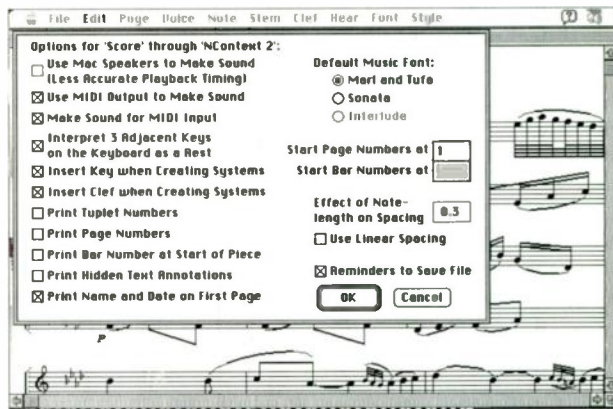 File Edit Page Voice Note Stem Clef Hear Font Style
Options for 'Score' through 'NContext 2':
Use Mac Speakers to Make Sound
(Less Accurate Playback Timing)
Use MIDI Output to Make Sound
Make Sound for MIDI Input
Interpret 3 Adjacent Keys
on the Keyboard as a Rest
Insert Key when Creating Systems
Insert Clef when Creating Systems
Print Tuplet Numbers
Print Page Numbers
Print Bar Number at Start of Piece
Print Hidden Text Annotations
Print Name and Date on First Page
Default Music Font:
Marl and Tufa
Sonata
Interlude
Start Page Numbers at 1
Start Bar Numbers at
Effect of Note-
length on Spacing 0.3
Use Linear Spacing
Reminders to Save File
OK Cancel
P